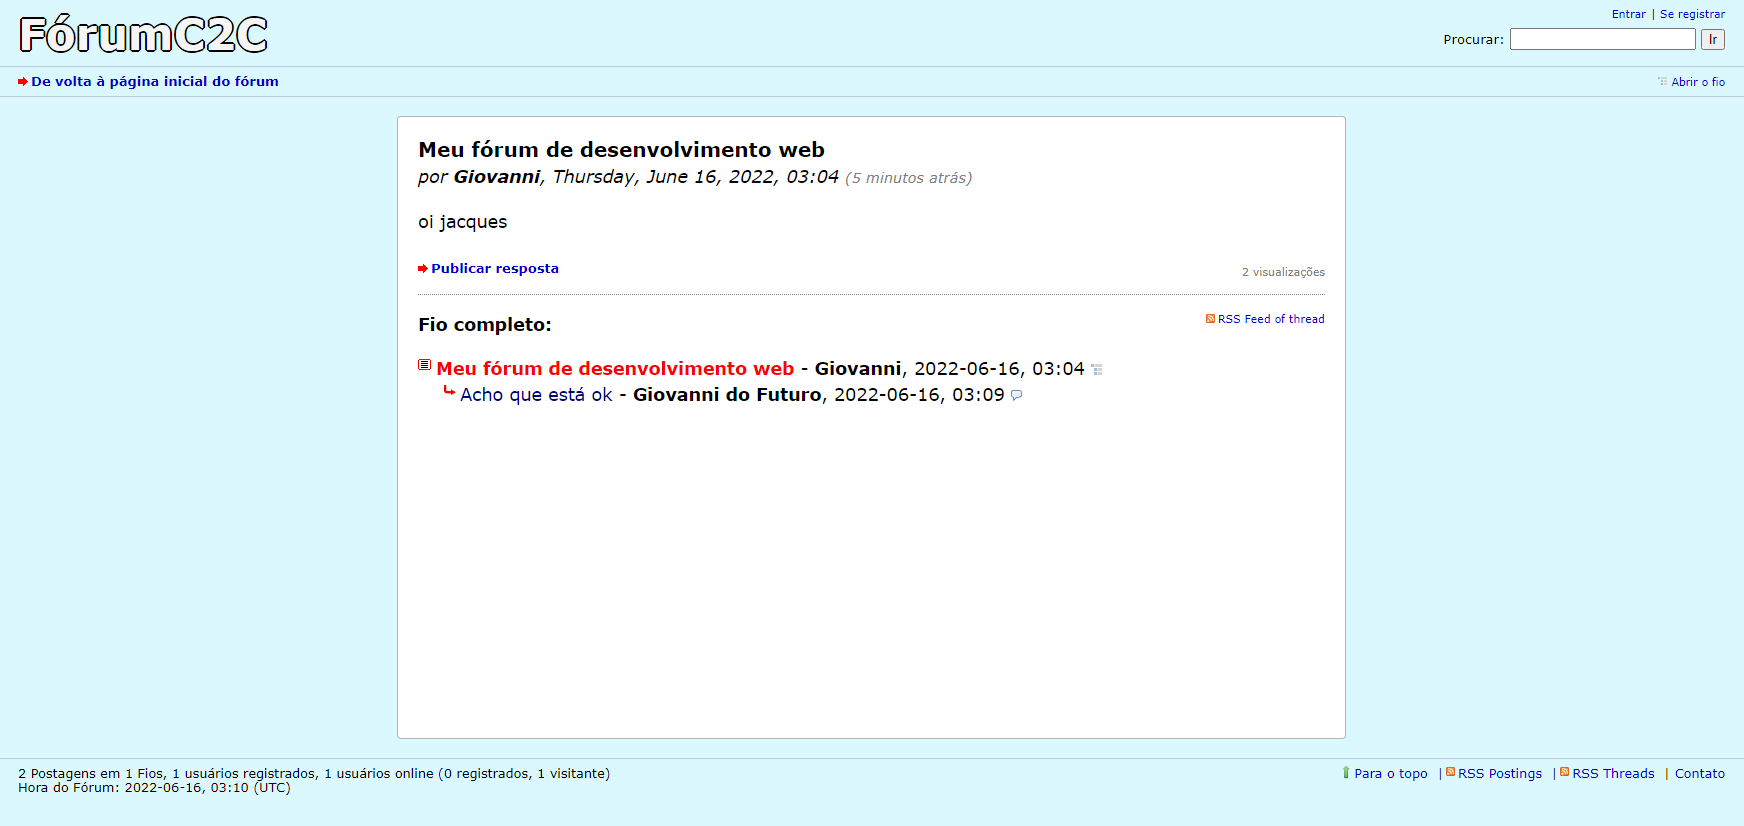 FórumC2C
Entrar | Se registrar
Procurar: Ir
De volta à página inicial do fórum
Abrir o fio
Meu fórum de desenvolvimento web
por Giovanni, Thursday, June 16, 2022, 03:04 (5 minutos atrás)
oi jacques
Publicar resposta
2 visualizações
Fio completo:
RSS Feed of thread
Meu fórum de desenvolvimento web - Giovanni, 2022-06-16, 03:04
Acho que está ok - Giovanni do Futuro, 2022-06-16, 03:09
2 Postagens em 1 Fios, 1 usuários registrados, 1 usuários online (0 registrados, 1 visitante)
Para o topo | RSS Postings | RSS Threads | Contato
Hora do Fórum: 2022-06-16, 03:10 (UTC)